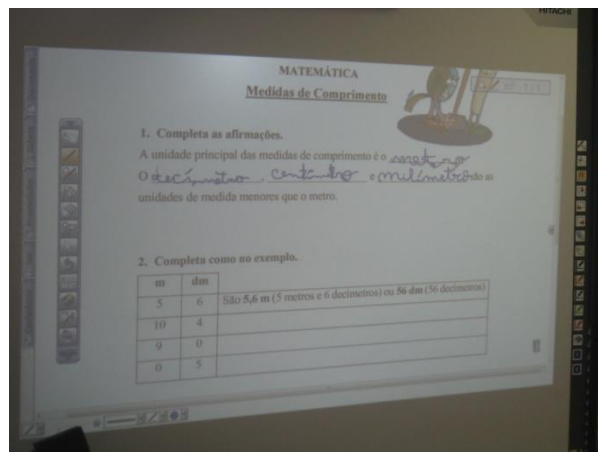 HITACHI
MATEMÁTICA
Medidas de Comprimento
1. Completa as afirmações.
A unidade principal das medidas de comprimento é o metro
O decímetro, centímetro e milímetro são as
unidades de medida menores que o metro.
2. Completa como no exemplo.
m dm
5 6 São 5,6 m (5 metros e 6 decímetros) ou 56 dm (56 decímetros)
10 4
9 0
0 5